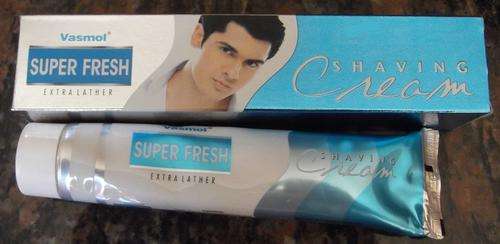 Vasmol®
SUPER FRESH
EXTRA LATHER
SHAVING
Cream
Vasmol®
SUPER FRESH
EXTRA LATHER
SHAVING
Cream